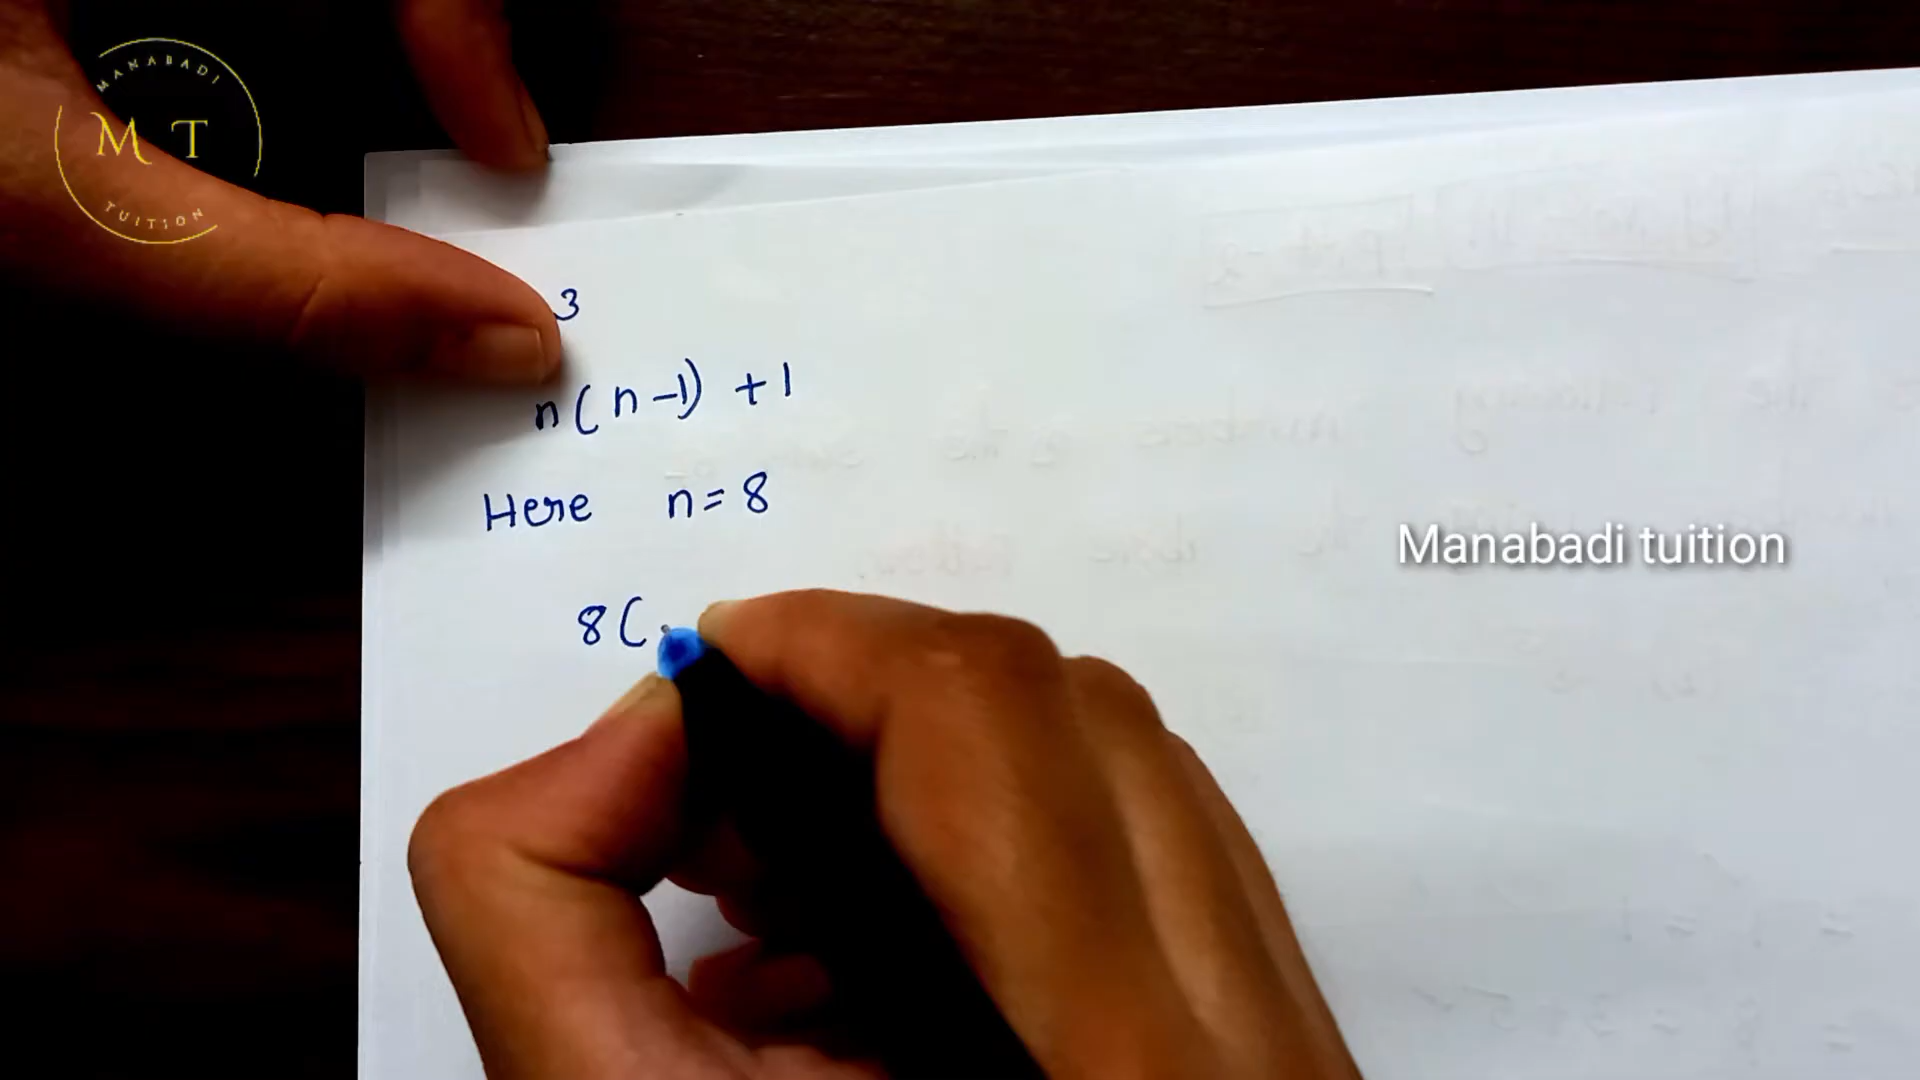 MANABADI
M T
TUITION
3
n(n-1) +1
Here n=8
8(
Manabadi tuition